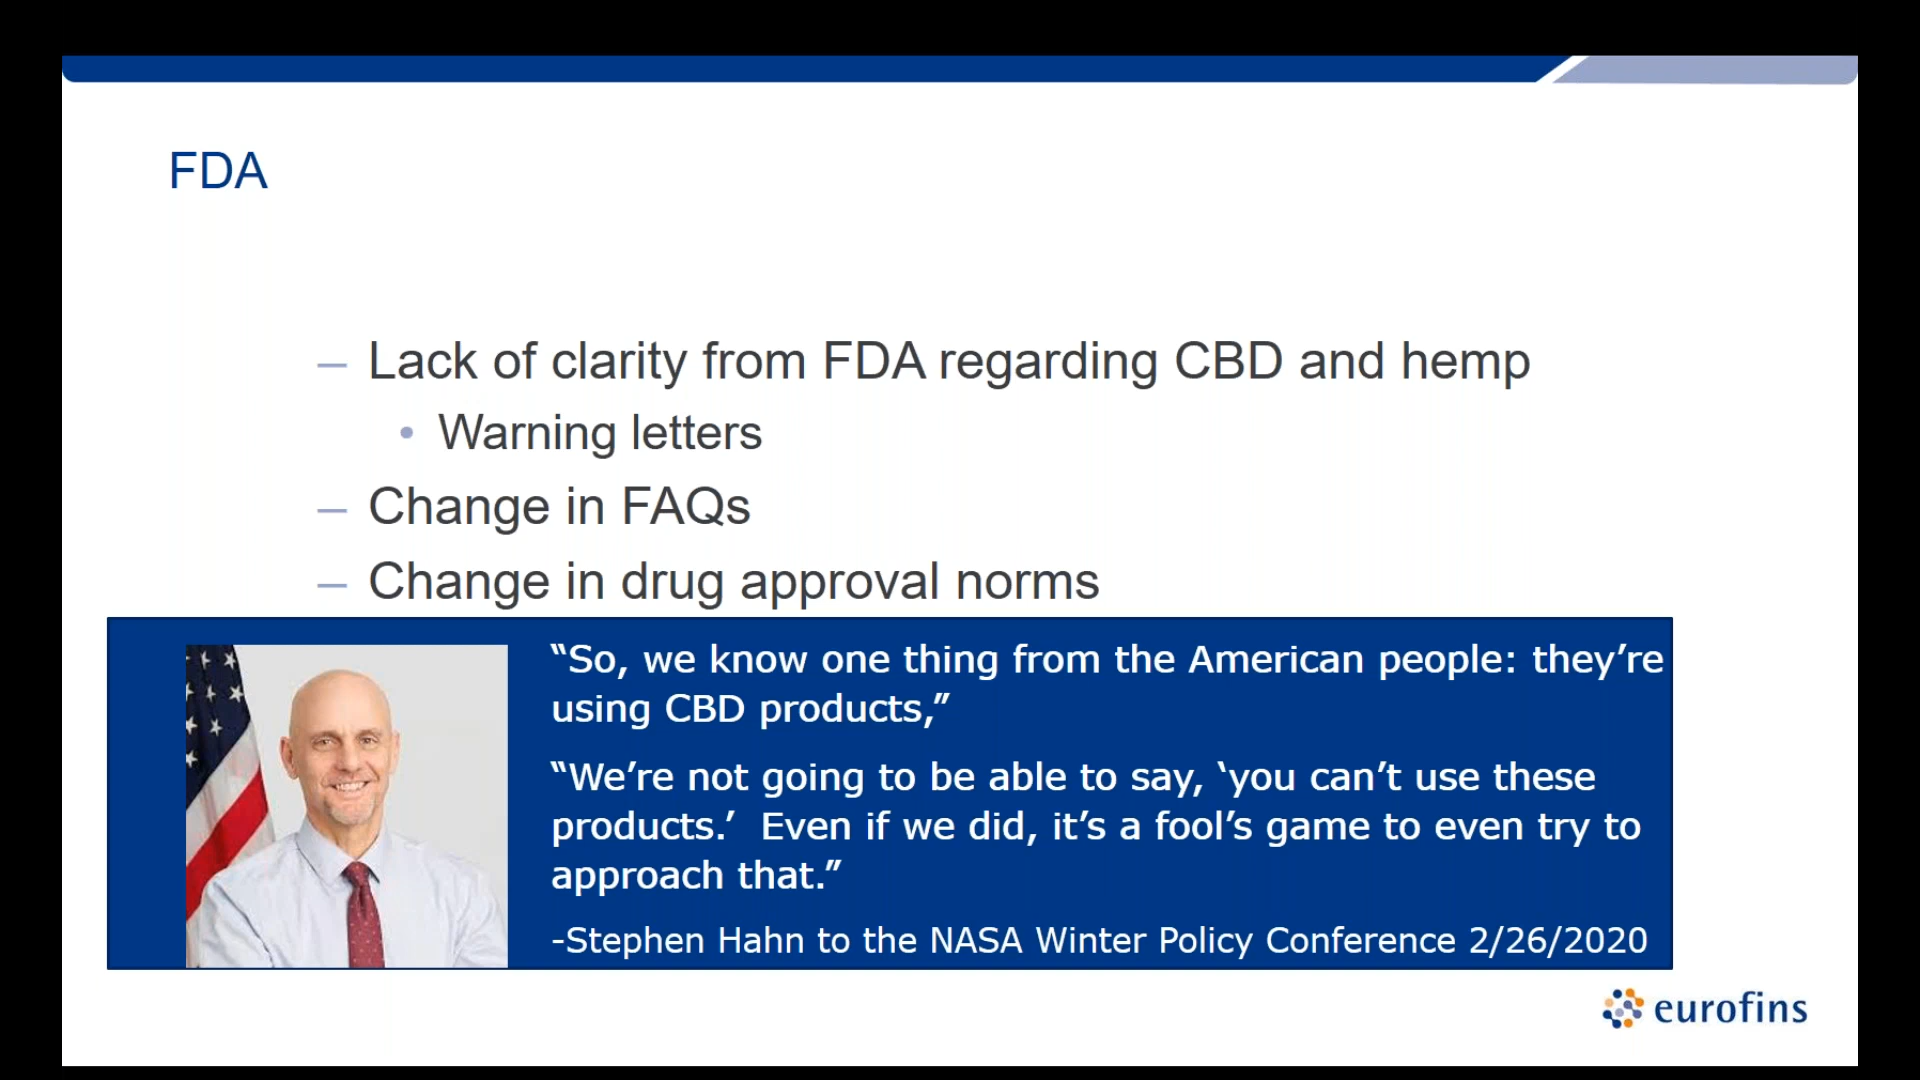 FDA
– Lack of clarity from FDA regarding CBD and hemp
• Warning letters
– Change in FAQs
– Change in drug approval norms
“So, we know one thing from the American people: they’re
using CBD products,”
“We’re not going to be able to say, ‘you can’t use these
products.’ Even if we did, it’s a fool’s game to even try to
approach that.”
-Stephen Hahn to the NASA Winter Policy Conference 2/26/2020
eurofins